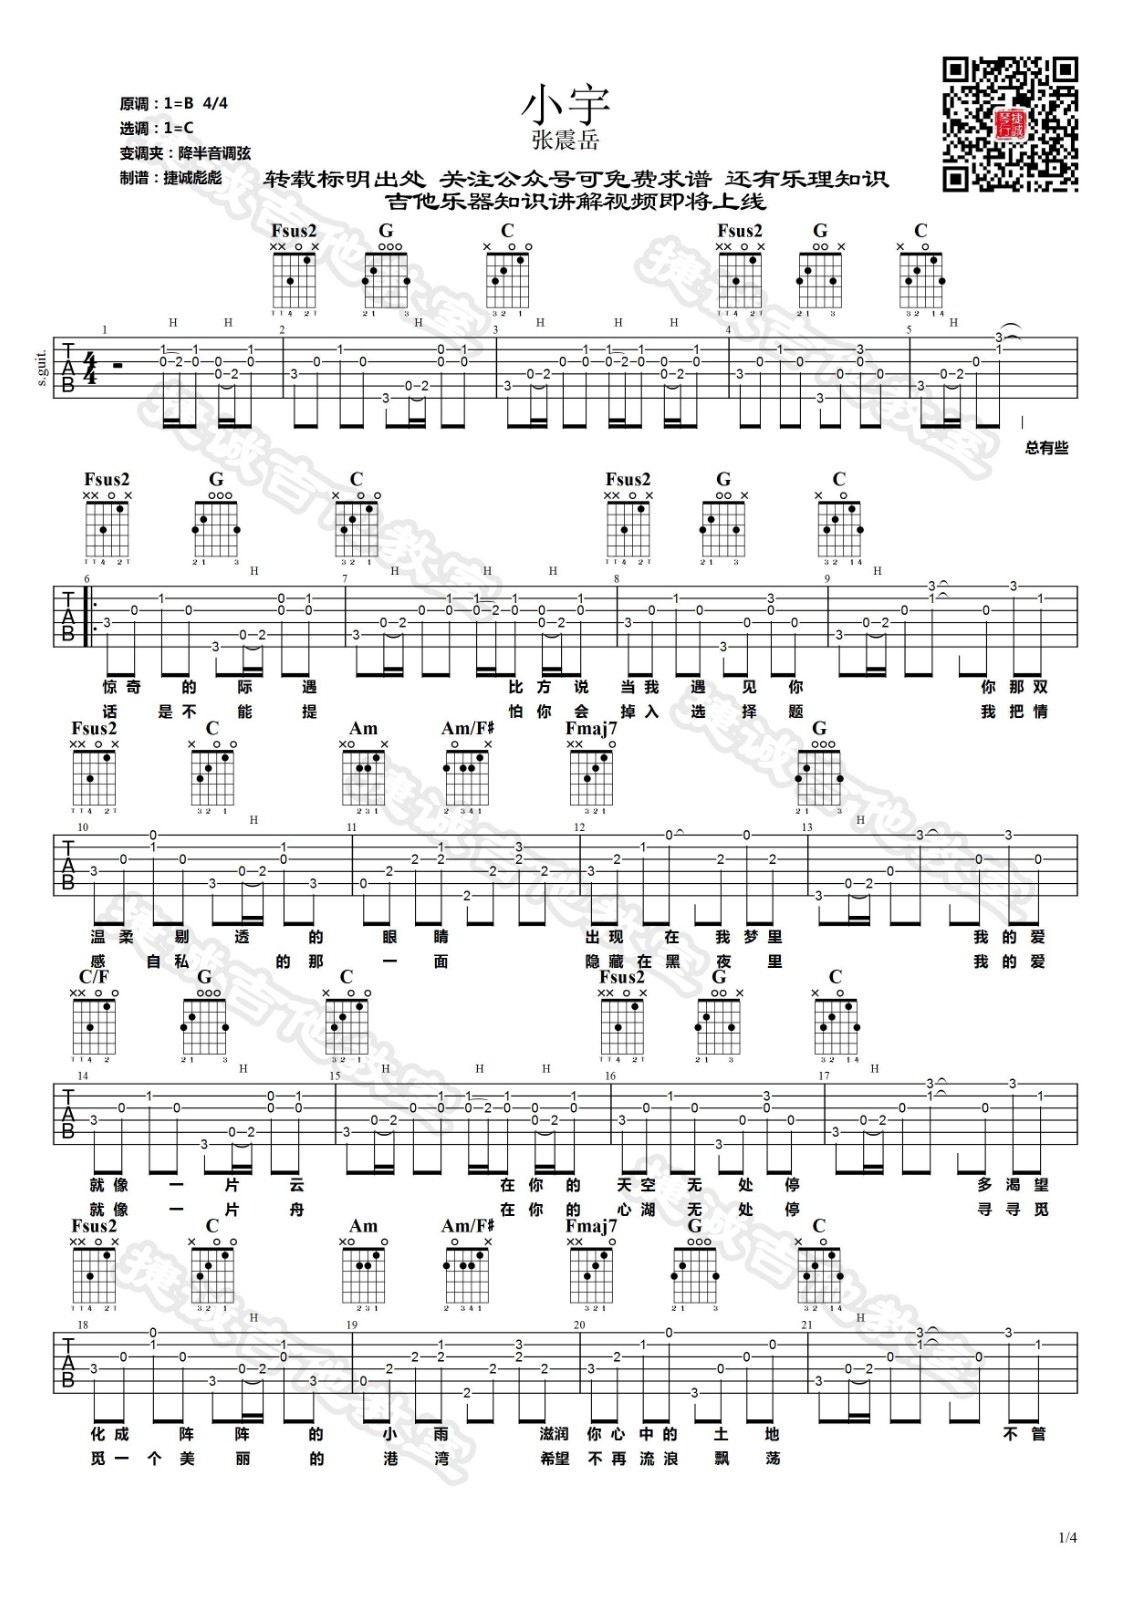 小宇
张震岳
原调：1=B 4/4
选调：1=C
变调夹：降半音调弦
制谱：捷诚彪彪
转载标明出处 关注公众号可免费求谱 还有乐理知识
吉他乐器知识讲解视频即将上线
捷诚琴行
捷诚吉他教室
Fsus2 G C Fsus2 G C
s.guit.
总有些
Fsus2 G C Fsus2 G C
惊奇的际遇 比方说当我遇见你 你那双
话是不能提 怕你会掉入选择题 我把情
Fsus2 C Am Am/F# Fmaj7 G
温柔剔透的眼睛 出现在我梦里 我的爱
感自私的那一面 隐藏在黑夜里 我的爱
C/F G C Fsus2 G C
就像一片云 在你的天空无处停 多渴望
就像一片舟 在你的心湖无处停 寻寻觅
Fsus2 C Am Am/F# Fmaj7 G C
化成阵阵的小雨 滋润你心中的土地 不管
觅一个美丽的港湾 希望不再流浪飘荡
1/4